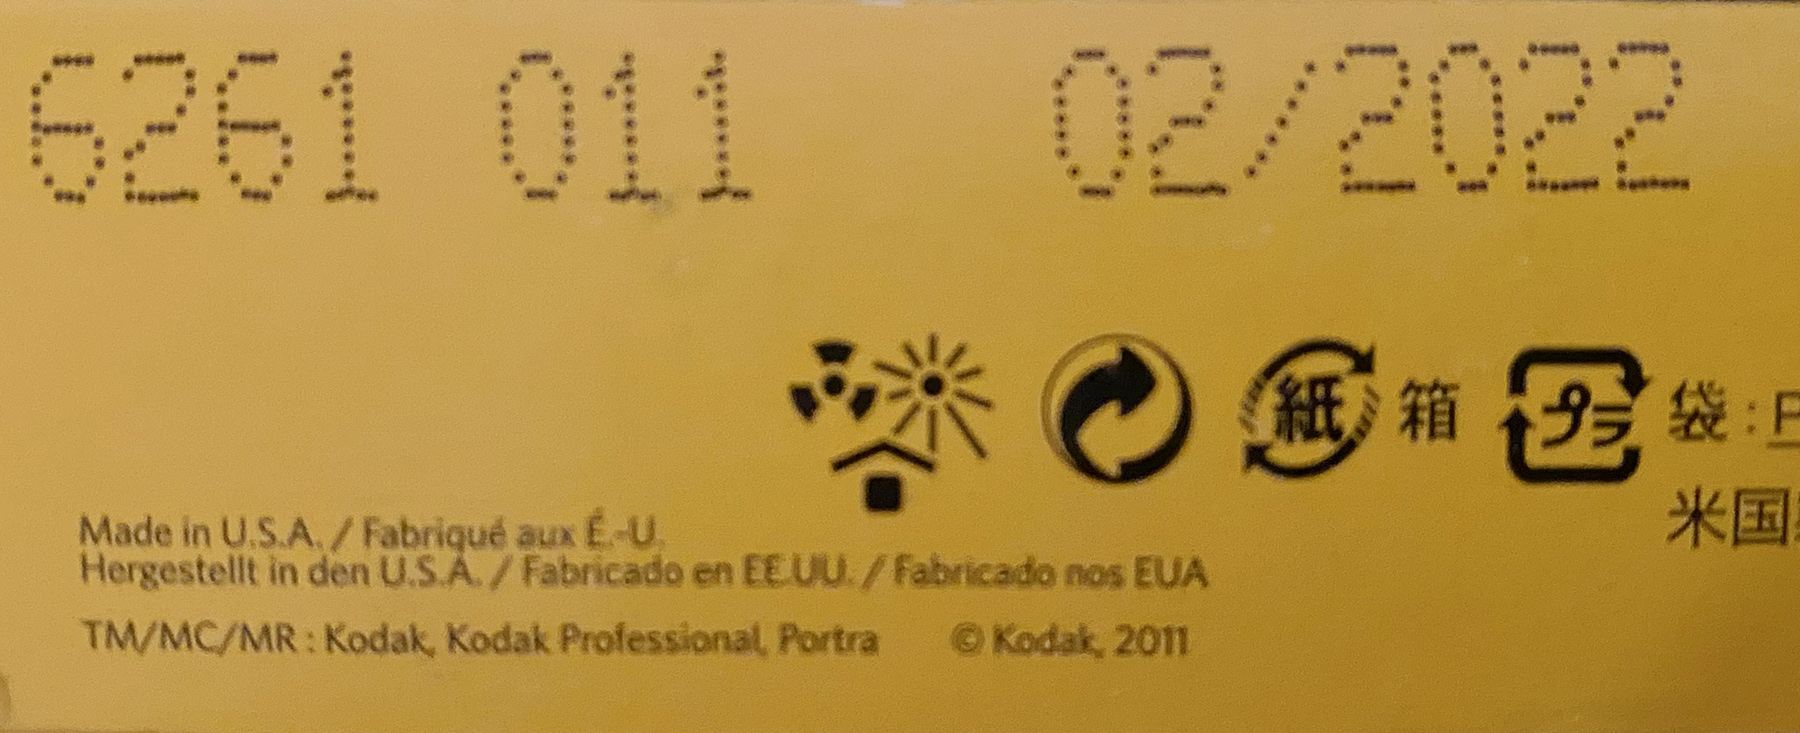 6261 011 02/2022
紙 箱 プラ 袋 :
米国
Made in U.S.A. / Fabriqué aux É.-U.
Hergestellt in den U.S.A. / Fabricado en EE.UU. / Fabricado nos EUA
TM/MC/MR : Kodak, Kodak Professional, Portra © Kodak, 2011